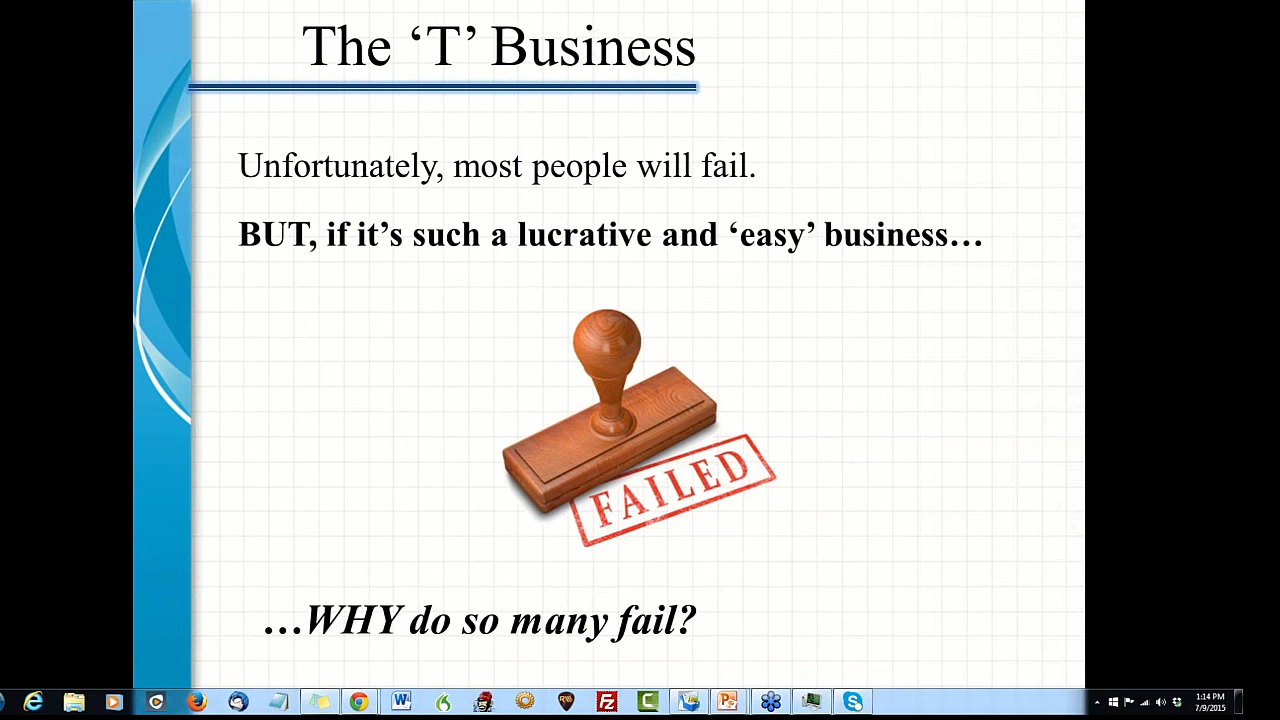 The ‘T’ Business
Unfortunately, most people will fail.
BUT, if it’s such a lucrative and ‘easy’ business…
FAILED
…WHY do so many fail?
1:14 PM
7/9/2015